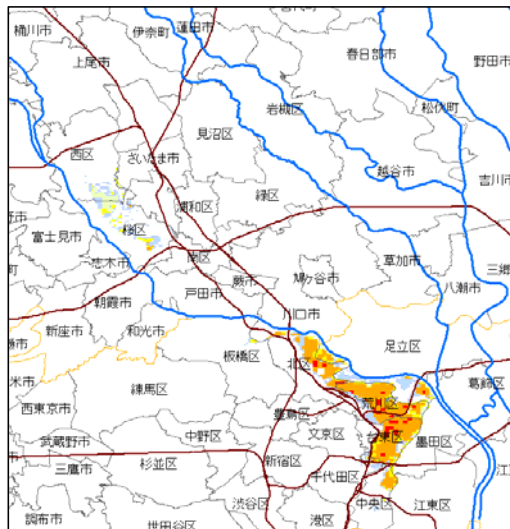 桶川市
伊奈町
蓮田市
上尾市
春日部市
野田市
松伏町
岩槻区
見沼区
西区
さいたま市
越谷市
吉川市
緑区
浦和区
桜区
富士見市
南区
草加市
三郷
志木市
蕨市
鳩ケ谷市
八潮市
戸田市
朝霞市
川口市
新座市
和光市
足立区
板橋区
北区
葛飾区
練馬区
荒川区
西東京市
豊島区
文京区
台東区
墨田区
武蔵野市
中野区
三鷹市
杉並区
新宿区
千代田区
渋谷区
中央区
江東区
調布市
世田谷区
港区